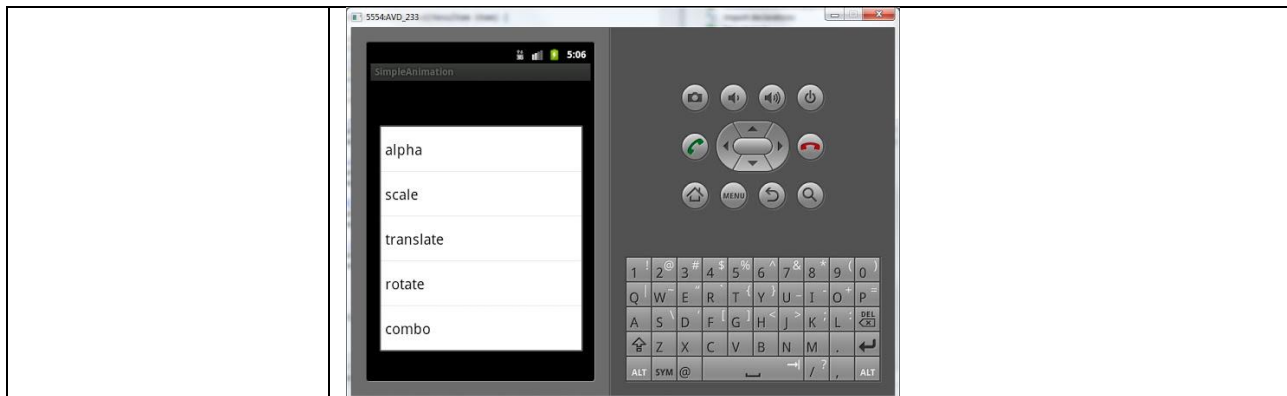 5554:AVD_233
5:06
SimpleAnimation
alpha
scale
translate
rotate
combo
MENU
1 ! 2 @ 3 # 4 $ 5 % 6 ^ 7 & 8 * 9 ( 0 )
Q | W ~ E " R ` T { Y } U _ I - O + P =
A S \ D ' F [ G ] H < J > K ; L : DEL
Z X C V B N M .
ALT SYM @ / ? , ALT